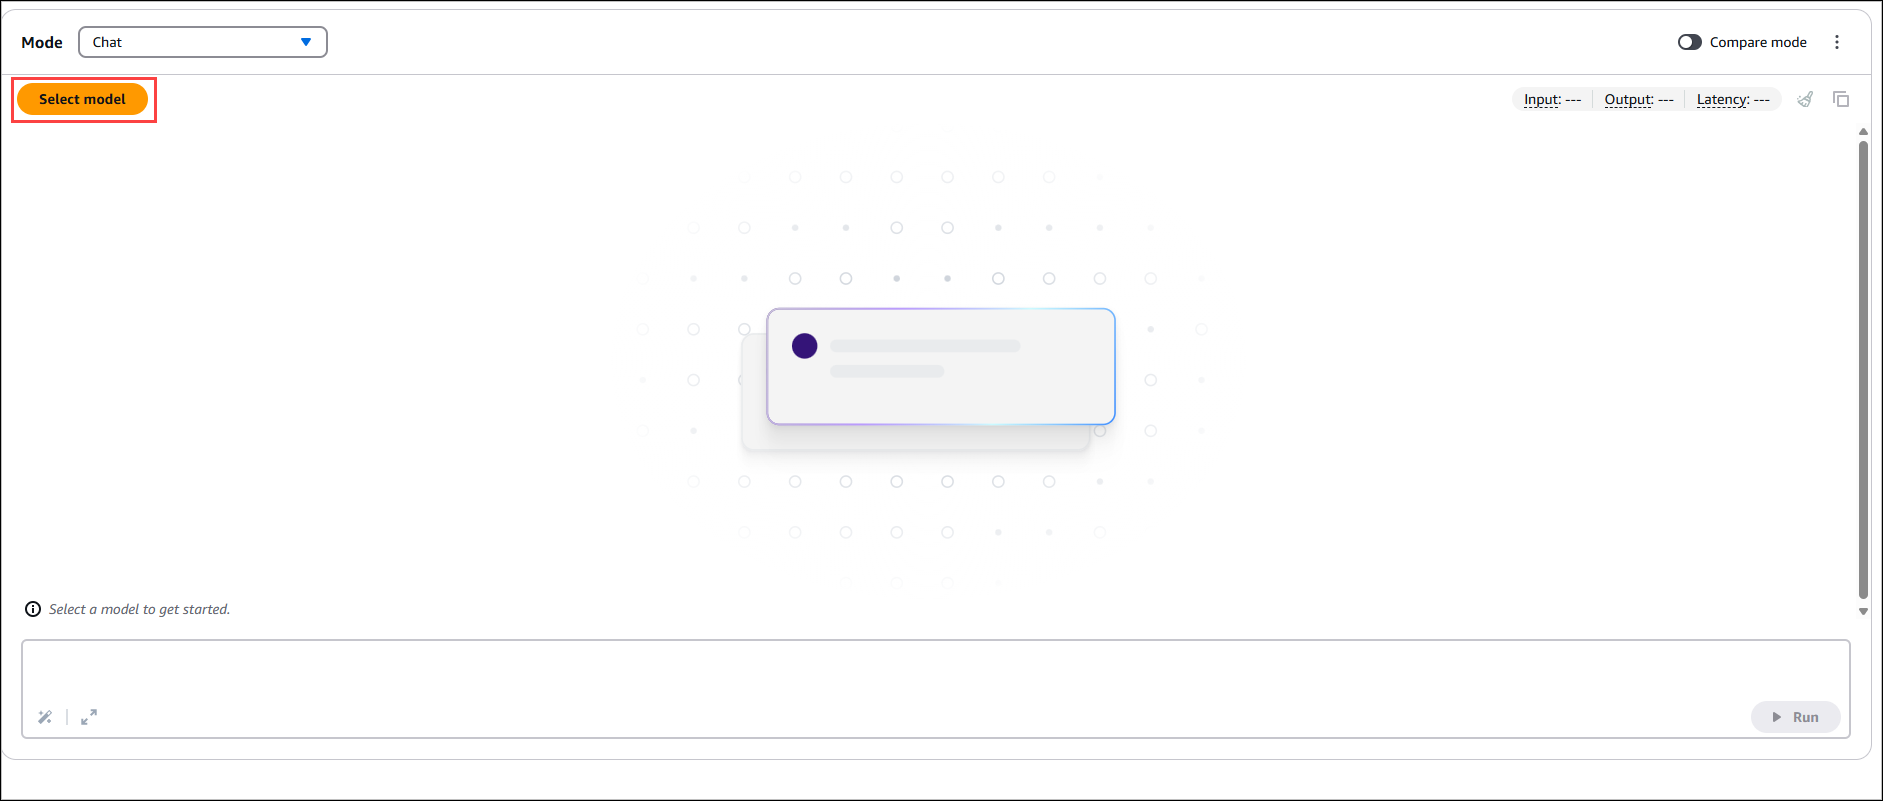 Mode Chat Compare mode
Select model Input: --- Output: --- Latency: ---
Select a model to get started.
Run